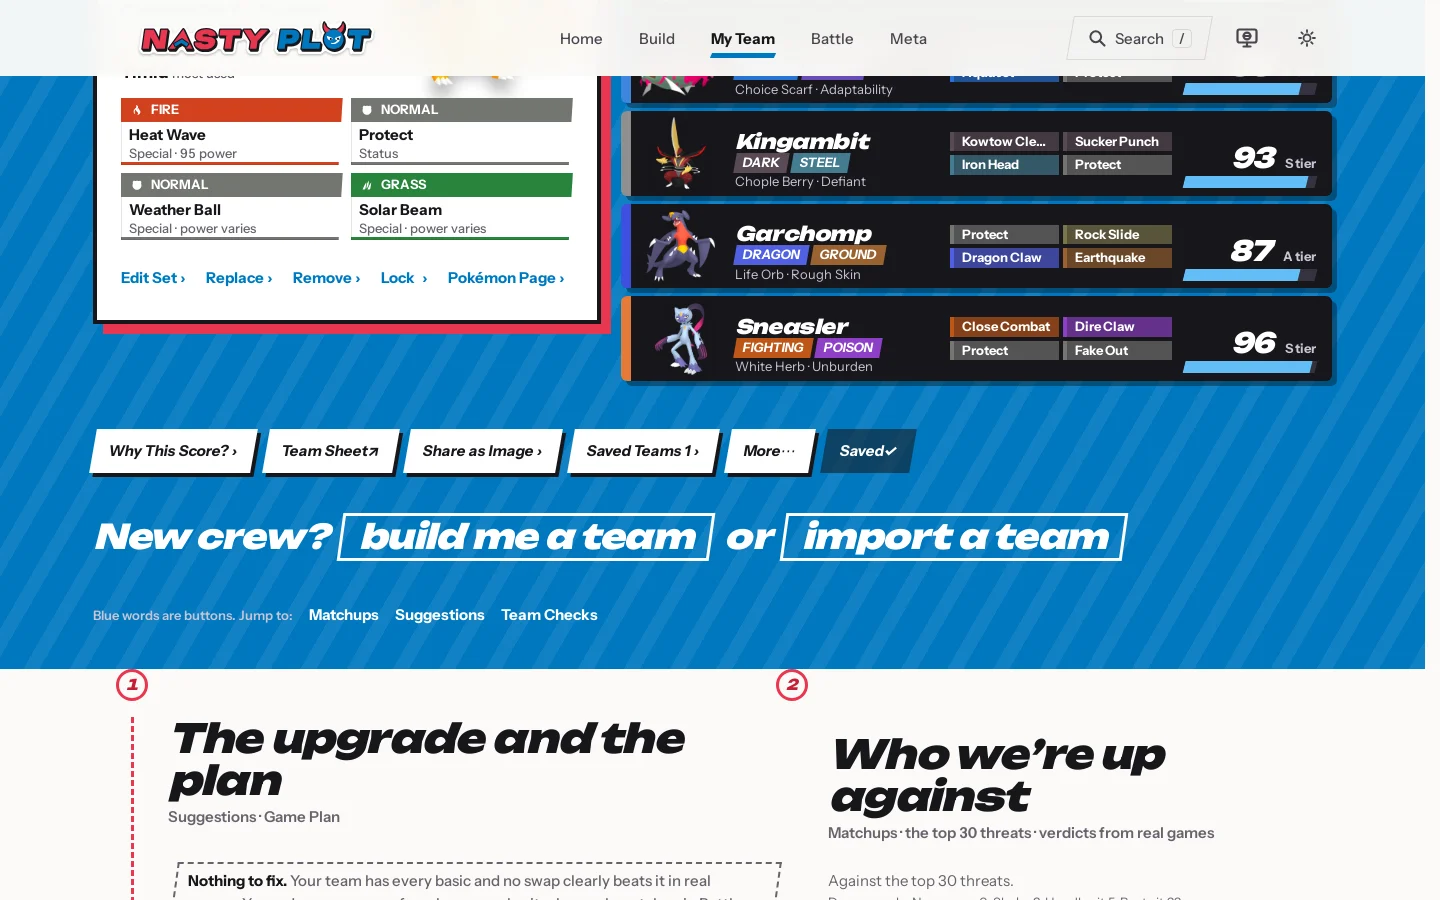 NASTY PLOT
Home Build My Team Battle Meta
Search /
most used
FIRE
Heat Wave
Special · 95 power
NORMAL
Protect
Status
NORMAL
Weather Ball
Special · power varies
GRASS
Solar Beam
Special · power varies
Edit Set › Replace › Remove › Lock › Pokémon Page ›
Choice Scarf · Adaptability
Kingambit
DARK STEEL
Chople Berry · Defiant
Kowtow Cle... Sucker Punch
Iron Head Protect
93 S tier
Garchomp
DRAGON GROUND
Life Orb · Rough Skin
Protect Rock Slide
Dragon Claw Earthquake
87 A tier
Sneasler
FIGHTING POISON
White Herb · Unburden
Close Combat Dire Claw
Protect Fake Out
96 S tier
Why This Score? › Team Sheet↗ Share as Image › Saved Teams 1 › More··· Saved✓
New crew? build me a team or import a team
Blue words are buttons. Jump to: Matchups Suggestions Team Checks
1
The upgrade and the
plan
Suggestions · Game Plan
Nothing to fix. Your team has every basic and no swap clearly beats it in real
2
Who we’re up
against
Matchups · the top 30 threats · verdicts from real games
Against the top 30 threats.